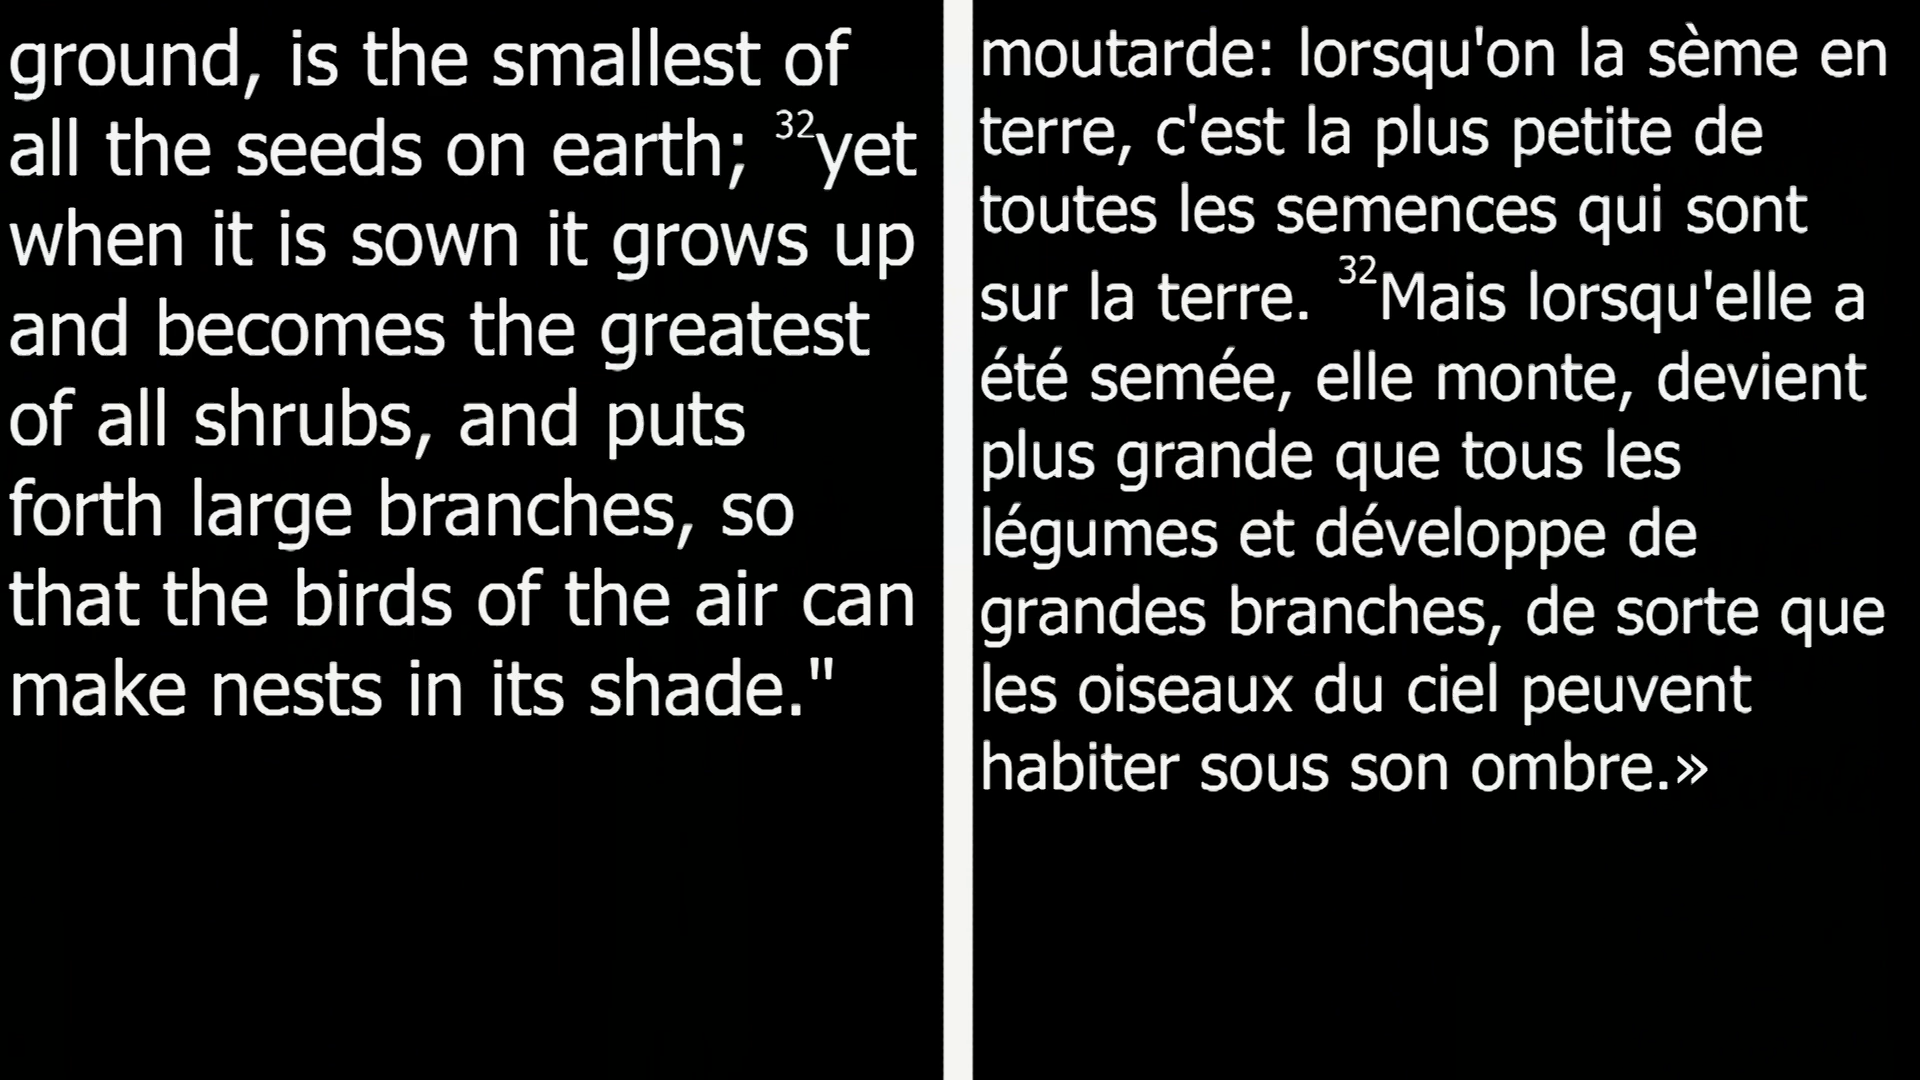 ground, is the smallest of
all the seeds on earth; 32yet
when it is sown it grows up
and becomes the greatest
of all shrubs, and puts
forth large branches, so
that the birds of the air can
make nests in its shade."
moutarde: lorsqu'on la sème en
terre, c'est la plus petite de
toutes les semences qui sont
sur la terre. 32Mais lorsqu'elle a
été semée, elle monte, devient
plus grande que tous les
légumes et développe de
grandes branches, de sorte que
les oiseaux du ciel peuvent
habiter sous son ombre.»